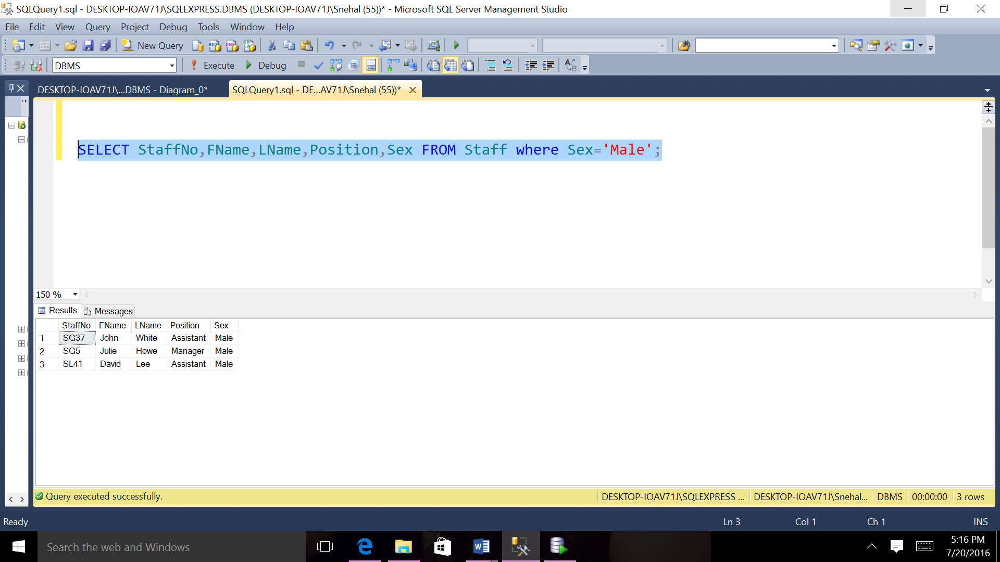 SQLQuery1.sql - DESKTOP-IOAV71J\SQLEXPRESS.DBMS (DESKTOP-IOAV71J\Snehal (55))* - Microsoft SQL Server Management Studio
File Edit View Query Project Debug Tools Window Help
New Query
DBMS Execute Debug
DESKTOP-IOAV71J\...DBMS - Diagram_0* SQLQuery1.sql - DE...AV71J\Snehal (55))*
SELECT StaffNo,FName,LName,Position,Sex FROM Staff where Sex='Male';
150 %
Results Messages
StaffNo FName LName Position Sex
1 SG37 John White Assistant Male
2 SG5 Julie Howe Manager Male
3 SL41 David Lee Assistant Male
Query executed successfully. DESKTOP-IOAV71J\SQLEXPRESS ... DESKTOP-IOAV71J\Snehal... DBMS 00:00:00 3 rows
Ready Ln 3 Col 1 Ch 1 INS
Search the web and Windows
5:16 PM
7/20/2016